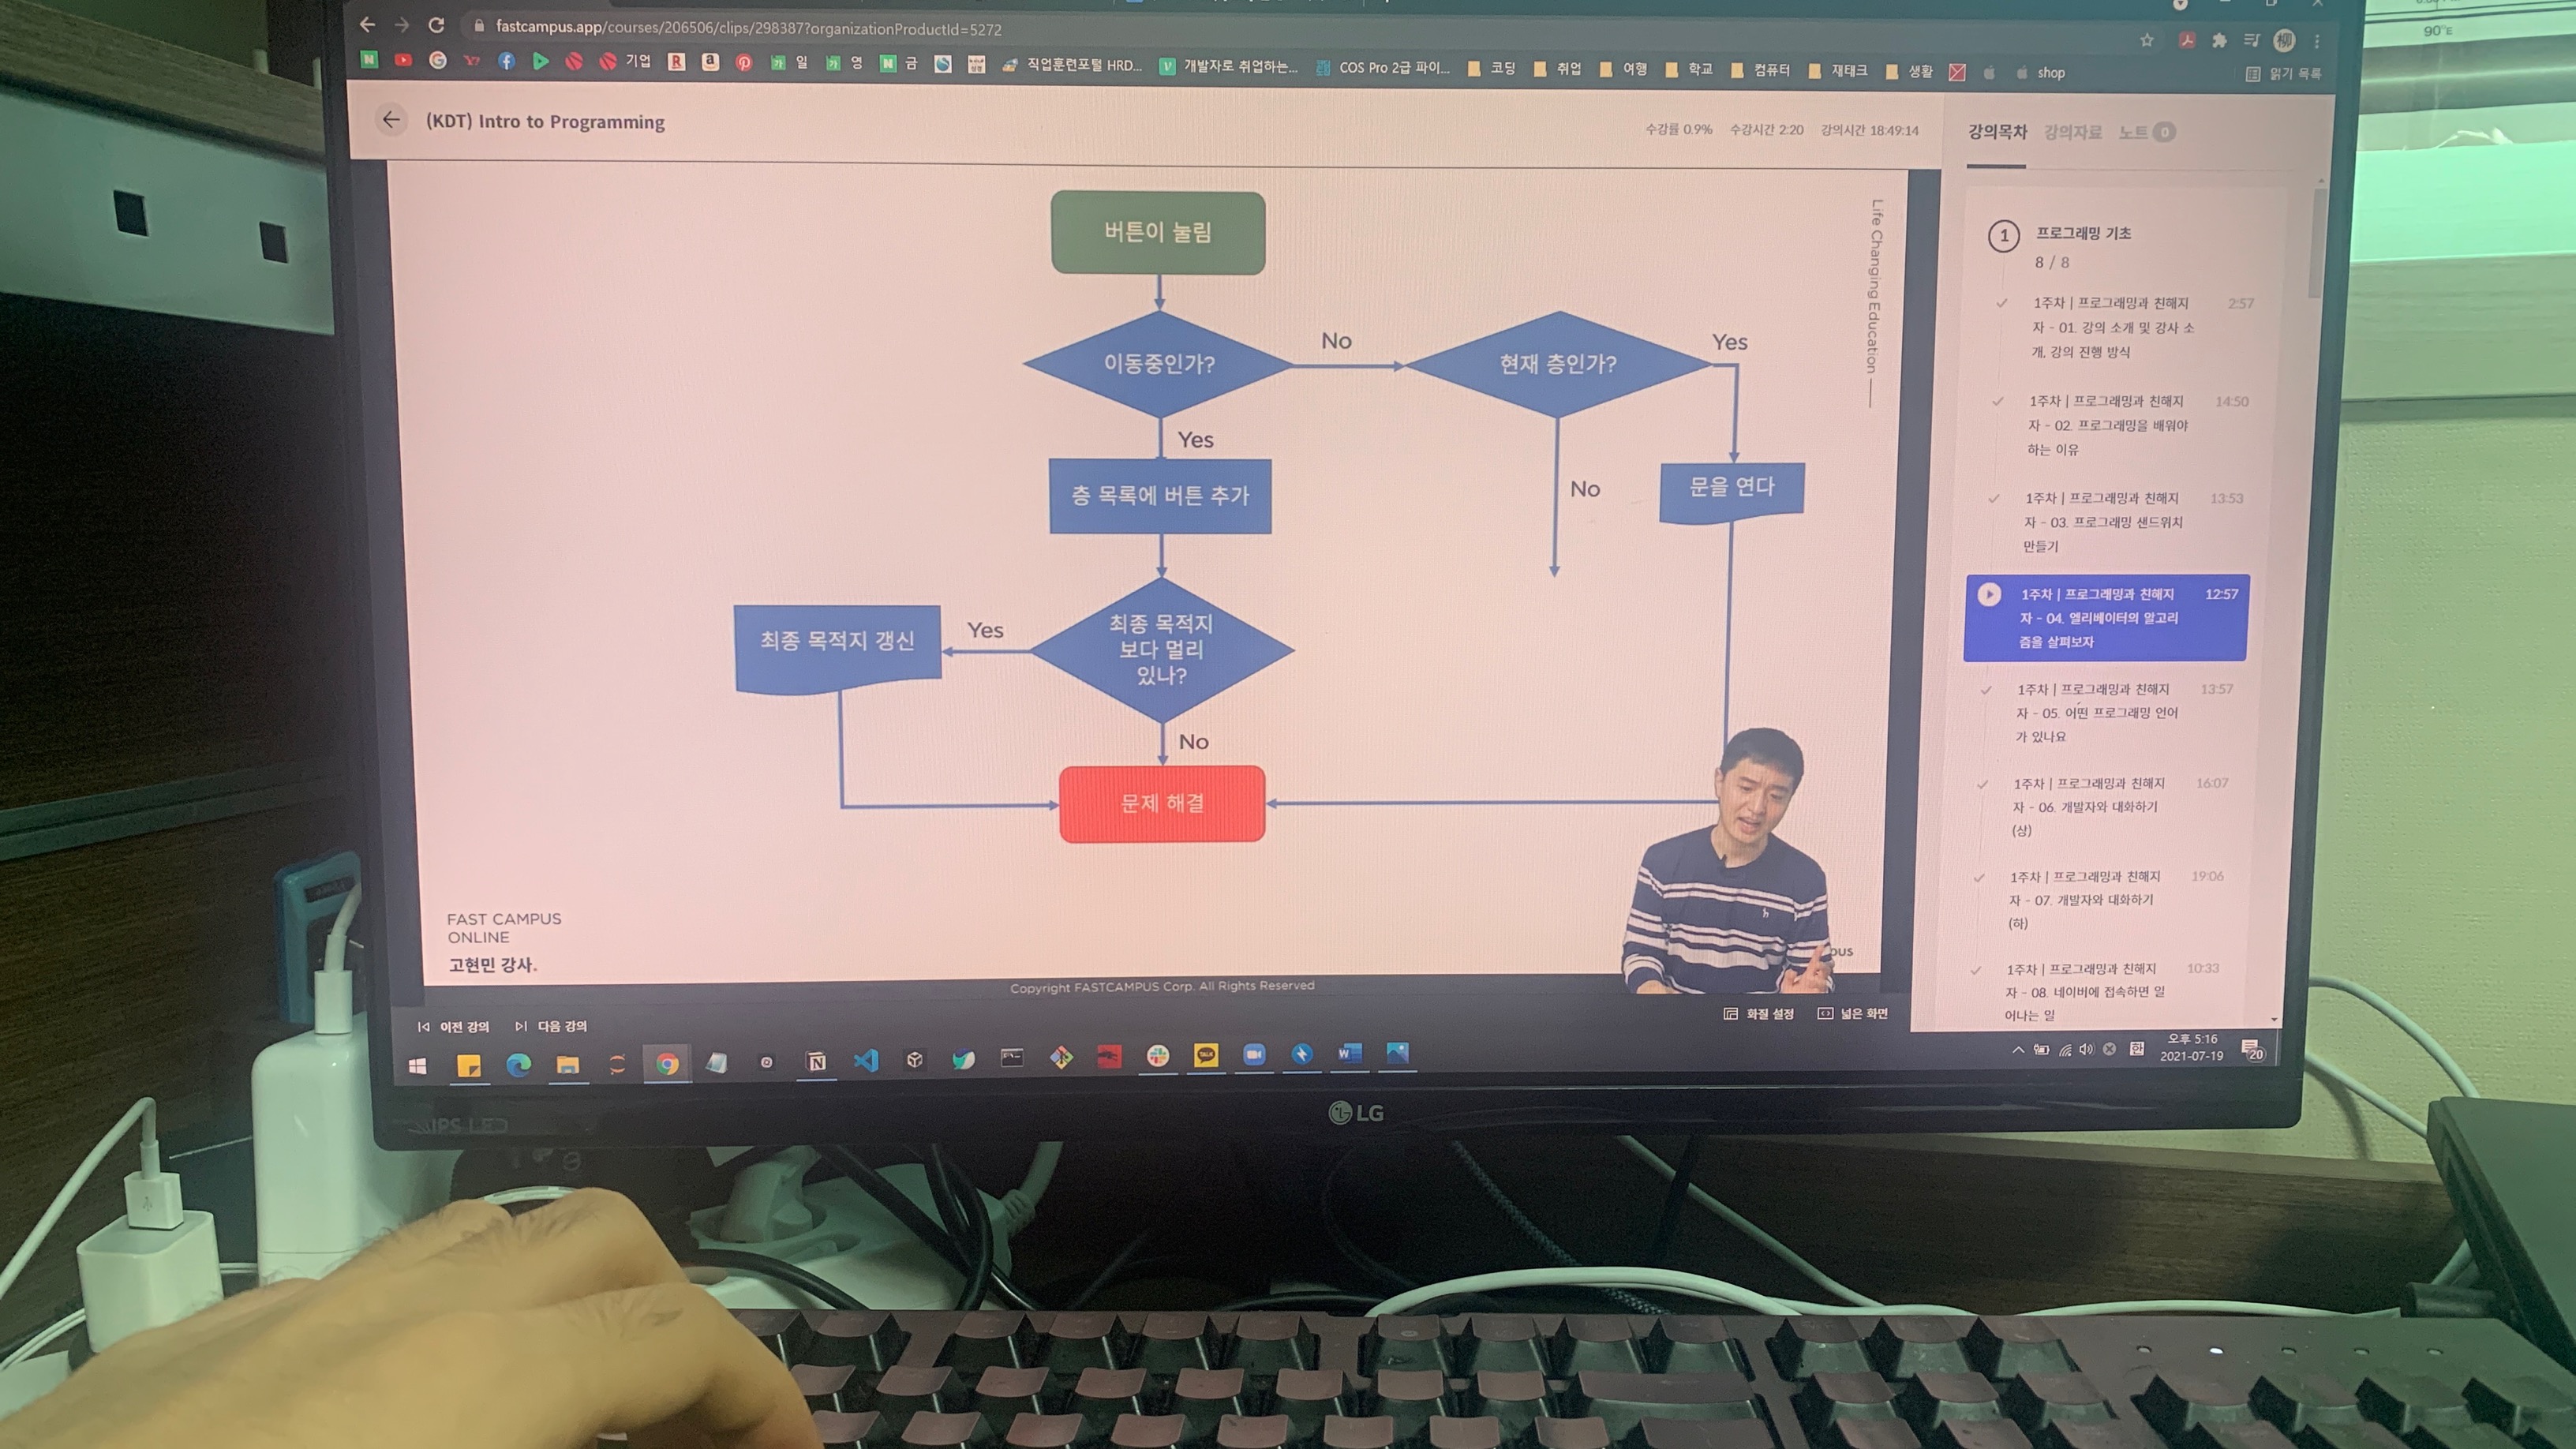 90°E
fastcampus.app/courses/206506/clips/298387?organizationProductId=5272
기업
일
영
금
직업훈련포털 HRD...
개발자로 취업하는...
COS Pro 2급 파이...
코딩
취업
여행
학교
컴퓨터
재태크
생활
shop
읽기 목록
(KDT) Intro to Programming
수강률 0.9% 수강시간 2:20 강의시간 18:49:14
강의목차 강의자료 노트 0
버튼이 눌림
이동중인가?
No
현재 층인가?
Yes
Yes
층 목록에 버튼 추가
No
문을 연다
최종 목적지 갱신
Yes
최종 목적지
보다 멀리
있나?
No
문제 해결
Life Changing Education
FAST CAMPUS
ONLINE
고현민 강사.
pus
Copyright FASTCAMPUS Corp. All Rights Reserved
1 프로그래밍 기초
8 / 8
1주차 | 프로그래밍과 친해지 2:57
자 - 01. 강의 소개 및 강사 소
개, 강의 진행 방식
1주차 | 프로그래밍과 친해지 14:50
자 - 02. 프로그래밍을 배워야
하는 이유
1주차 | 프로그래밍과 친해지 13:53
자 - 03. 프로그래밍 샌드위치
만들기
1주차 | 프로그래밍과 친해지 12:57
자 - 04. 엘리베이터의 알고리
즘을 살펴보자
1주차 | 프로그래밍과 친해지 13:57
자 - 05. 어떤 프로그래밍 언어
가 있나요
1주차 | 프로그래밍과 친해지 16:07
자 - 06. 개발자와 대화하기
(상)
1주차 | 프로그래밍과 친해지 19:06
자 - 07. 개발자와 대화하기
(하)
1주차 | 프로그래밍과 친해지 10:33
자 - 08. 네이버에 접속하면 일
어나는 일
이전 강의 다음 강의
화질 설정 넓은 화면
TALK
한
오후 5:16
2021-07-19
20
IPS LED
LG